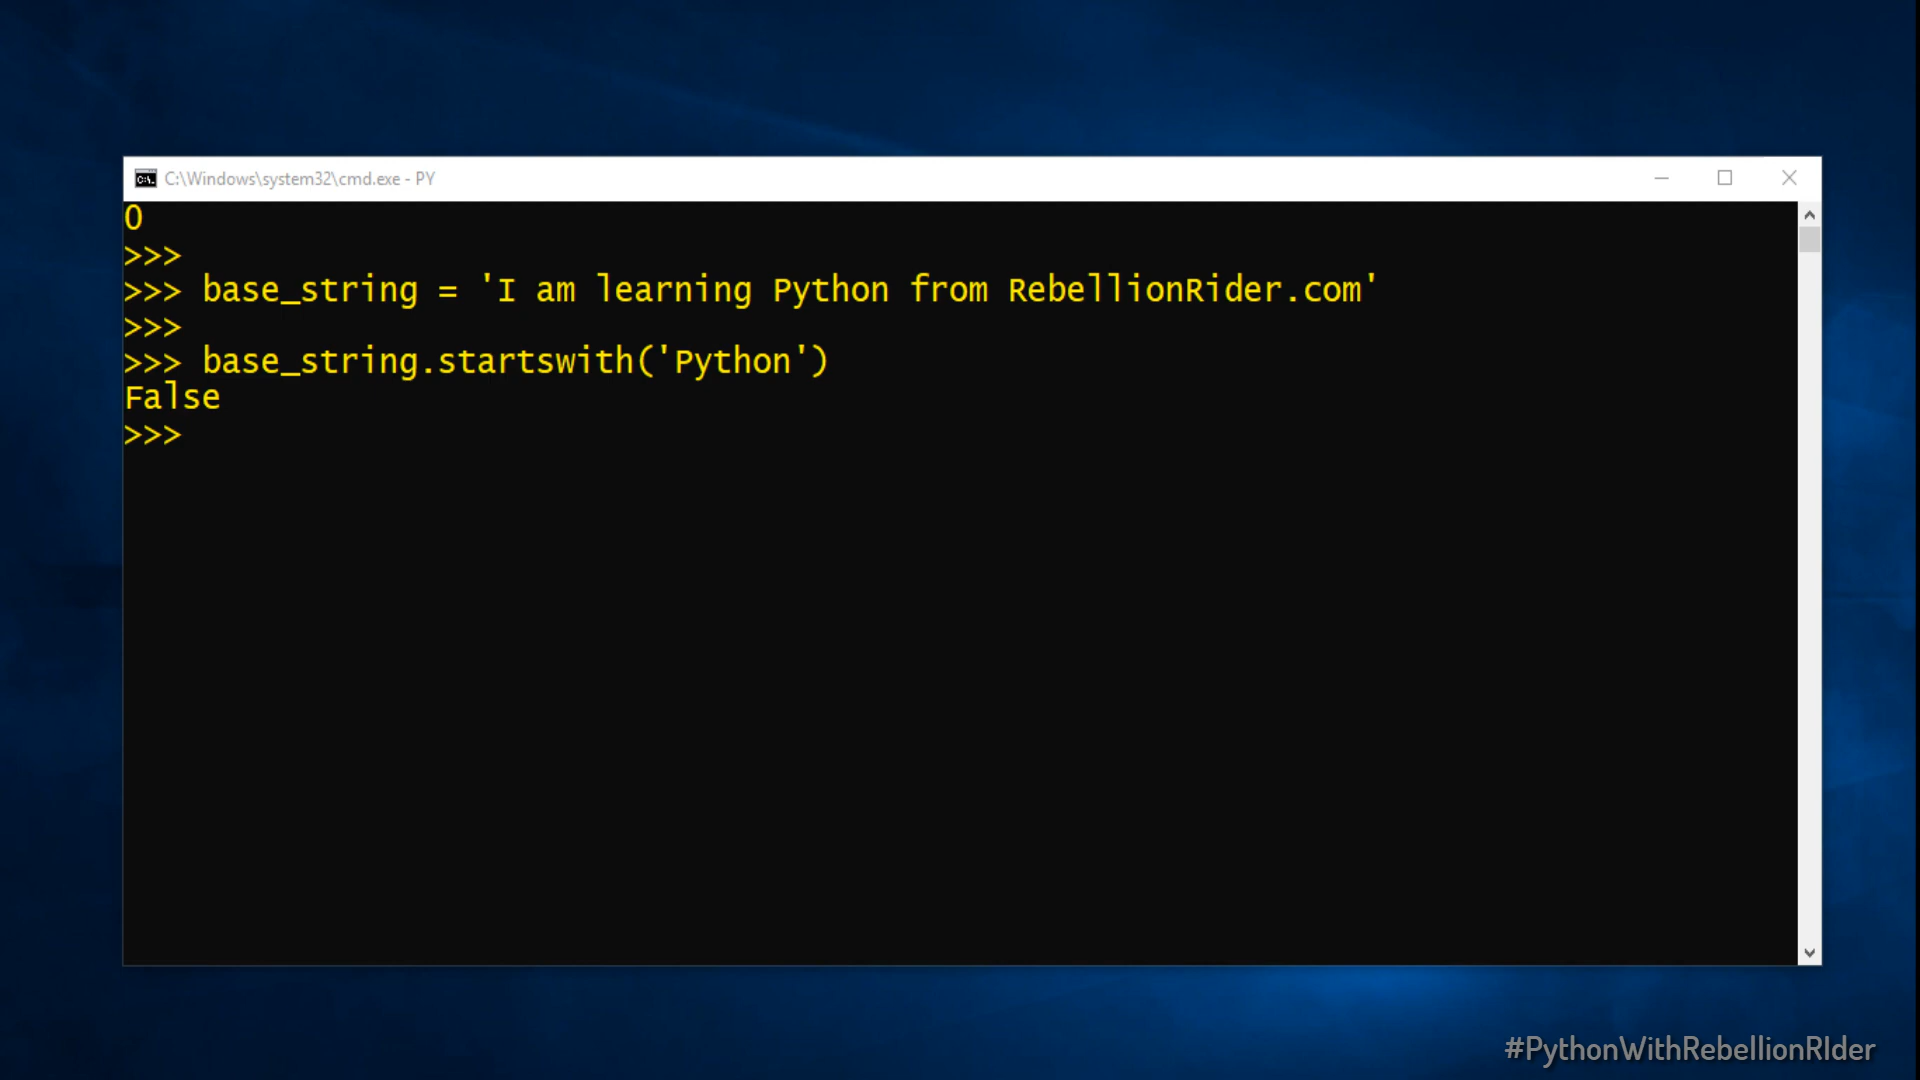 C:\Windows\system32\cmd.exe - PY
0
>>>
>>> base_string = 'I am learning Python from RebellionRider.com'
>>>
>>> base_string.startswith('Python')
False
>>>
#PythonWithRebellionRIder